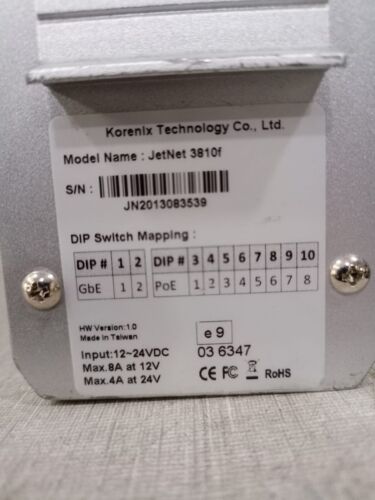 Korenix Technology Co., Ltd.
Model Name : JetNet 3810f
S/N :
JN2013083539
DIP Switch Mapping :
DIP # 1 2 DIP # 3 4 5 6 7 8 9 10
GbE 1 2 PoE 1 2 3 4 5 6 7 8
HW Version:1.0
Made in Taiwan
e 9
Input:12~24VDC 03 6347
Max.8A at 12V
Max.4A at 24V CE FC RoHS